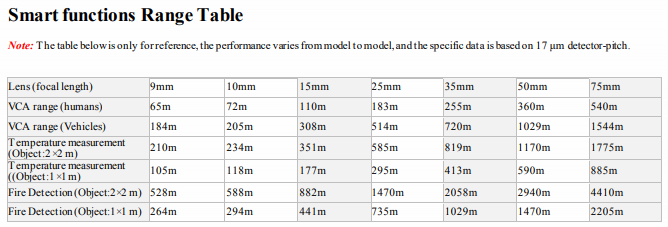 Smart functions Range Table
Note: The table below is only for reference, the performance varies from model to model, and the specific data is based on 17 μm detector-pitch.
Lens (focal length) 9mm 10mm 15mm 25mm 35mm 50mm 75mm
VCA range (humans) 65m 72m 110m 183m 255m 360m 540m
VCA range (Vehicles) 184m 205m 308m 514m 720m 1029m 1544m
Temperature measurement
(Object:2×2 m) 210m 234m 351m 585m 819m 1170m 1775m
Temperature measurement
((Object:1×1 m) 105m 118m 177m 295m 413m 590m 885m
Fire Detection (Object:2×2 m) 528m 588m 882m 1470m 2058m 2940m 4410m
Fire Detection (Object:1×1 m) 264m 294m 441m 735m 1029m 1470m 2205m